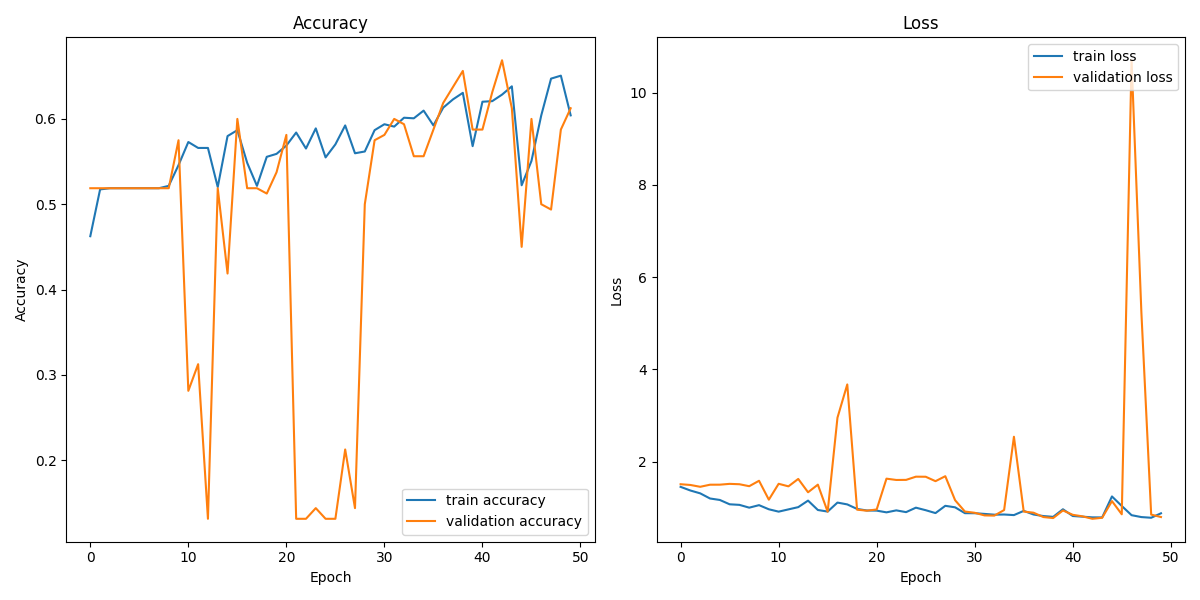 Accuracy
Accuracy
0.6
0.5
0.4
0.3
0.2
train accuracy
validation accuracy
0 10 20 30 40 50
Epoch
Loss
Loss
10
8
6
4
2
train loss
validation loss
0 10 20 30 40 50
Epoch